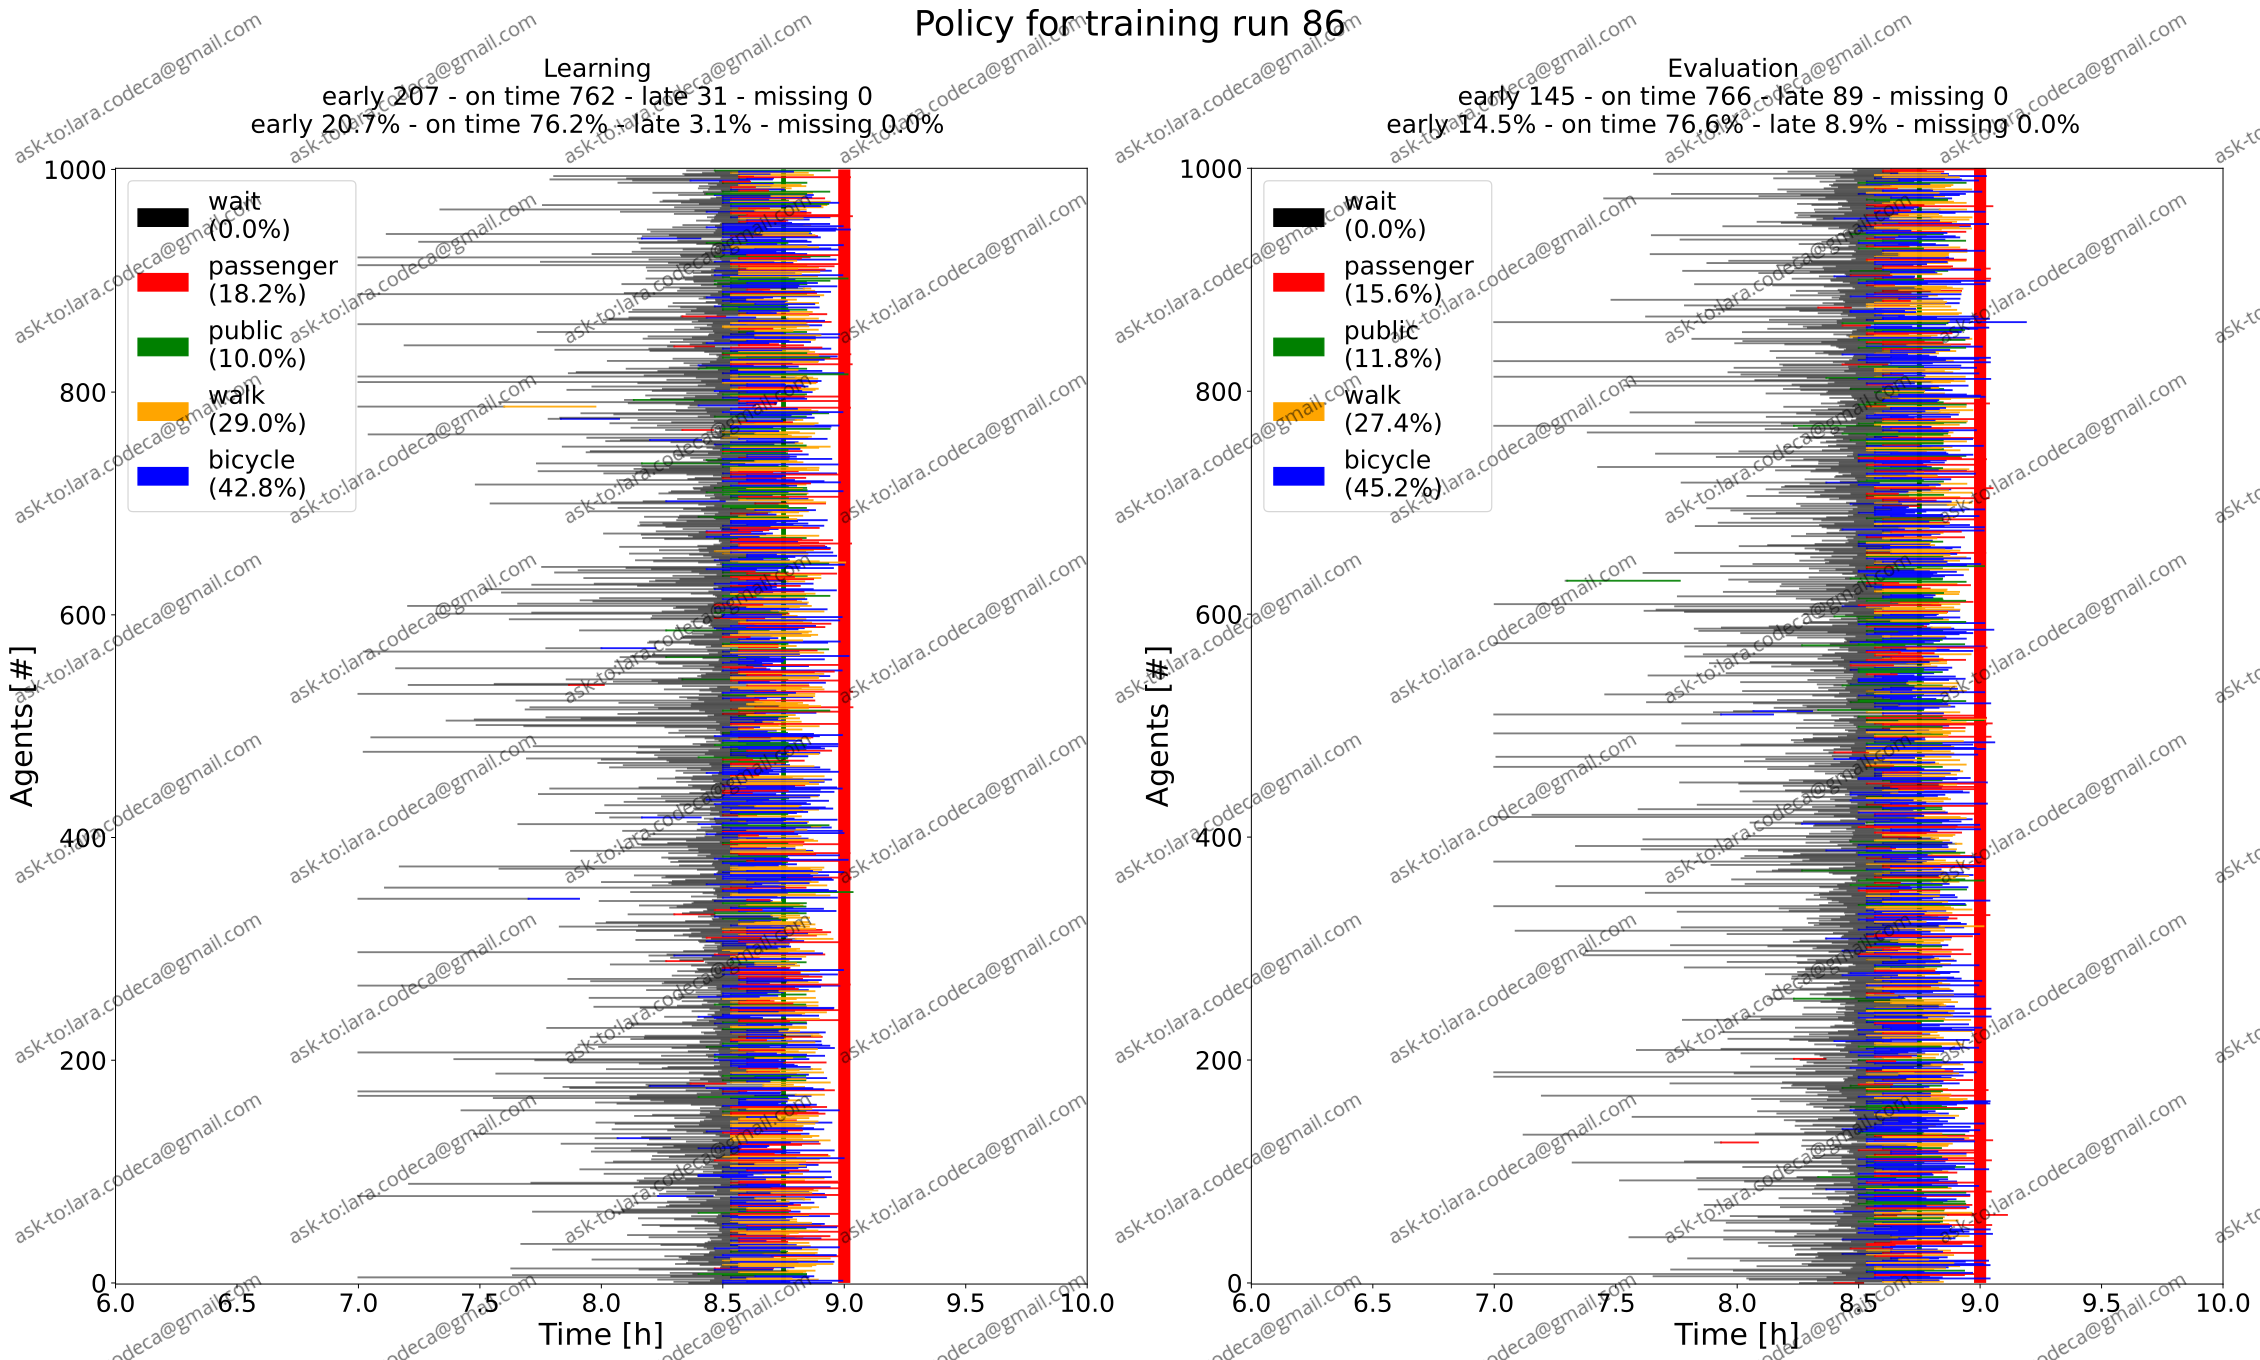 Policy for training run 86
Learning
early 207 - on time 762 - late 31 - missing 0
early 20.7% - on time 76.2% - late 3.1% - missing 0.0%
wait
(0.0%)
passenger
(18.2%)
public
(10.0%)
walk
(29.0%)
bicycle
(42.8%)
Agents [#]
1000
800
600
400
200
0
6.0 6.5 7.0 7.5 8.0 8.5 9.0 9.5 10.0
Time [h]
Evaluation
early 145 - on time 766 - late 89 - missing 0
early 14.5% - on time 76.6% - late 8.9% - missing 0.0%
wait
(0.0%)
passenger
(15.6%)
public
(11.8%)
walk
(27.4%)
bicycle
(45.2%)
Agents [#]
1000
800
600
400
200
0
6.0 6.5 7.0 7.5 8.0 8.5 9.0 9.5 10.0
Time [h]
ask-to:lara.codeca@gmail.com